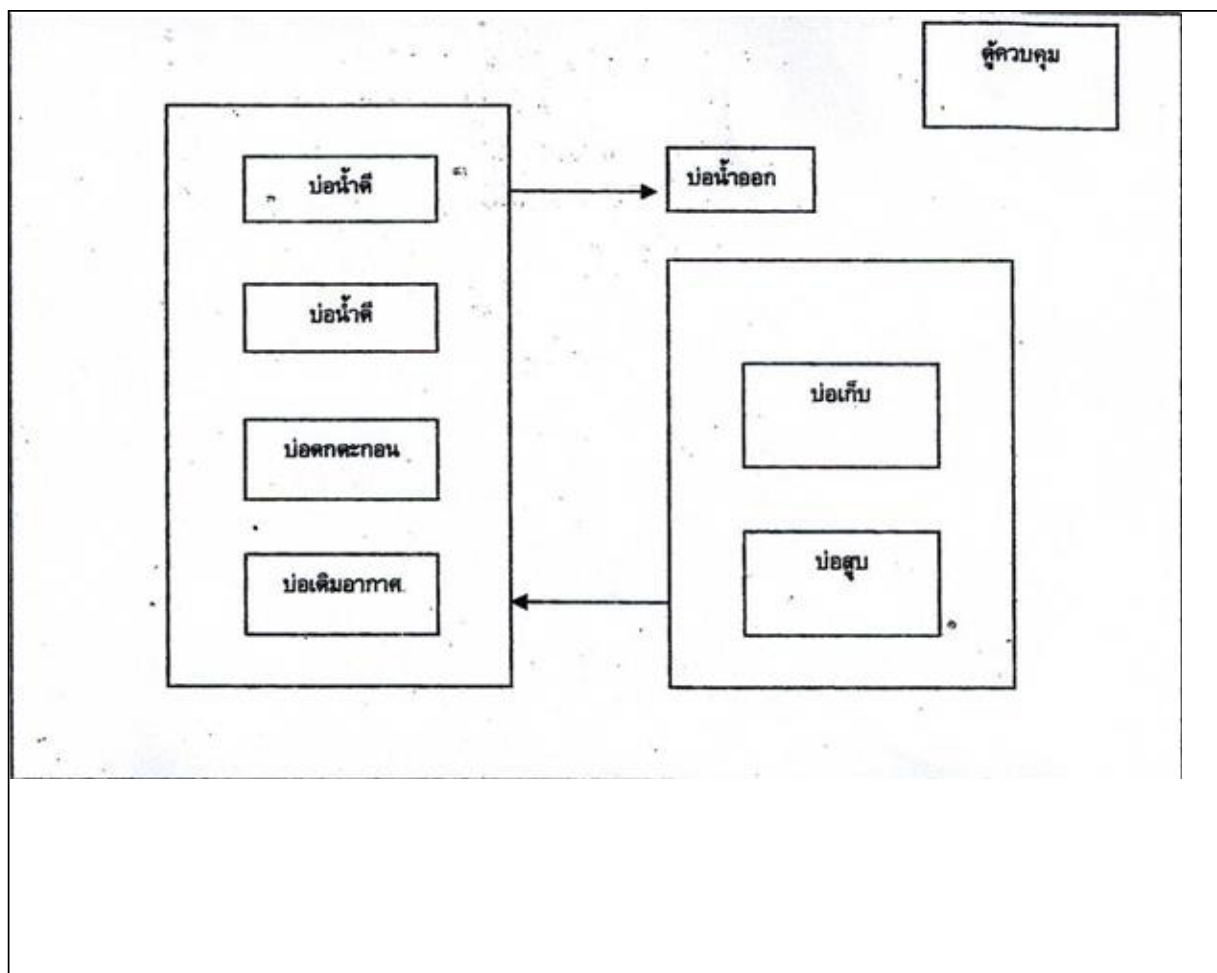 ตู้ควบคุม
บ่อน้ำดี
บ่อน้ำออก
บ่อน้ำดี
บ่อเก็บ
บ่อตกตะกอน
บ่อสูบ
บ่อเติมอากาศ